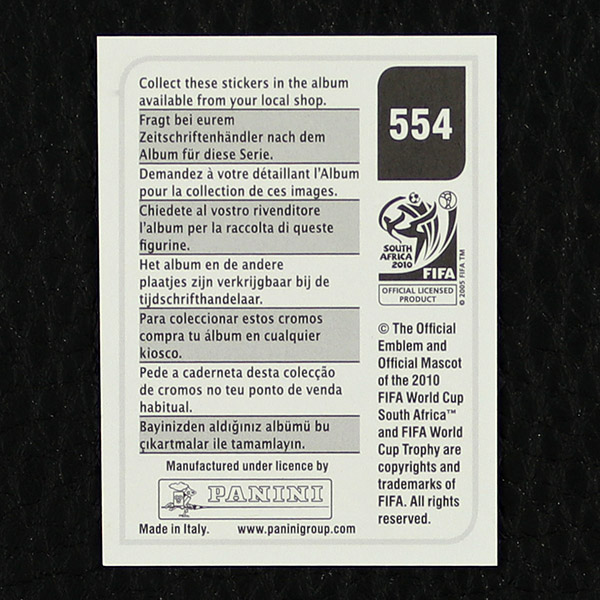 Collect these stickers in the album
available from your local shop.
Fragt bei eurem
Zeitschriftenhändler nach dem
Album für diese Serie.
Demandez à votre détaillant l'Album
pour la collection de ces images.
Chiedete al vostro rivenditore
l'album per la raccolta di queste
figurine.
Het album en de andere
plaatjes zijn verkrijgbaar bij de
tijdschrifthandelaar.
Para coleccionar estos cromos
compra tu álbum en cualquier
kiosco.
Pede a caderneta desta colecção
de cromos no teu ponto de venda
habitual.
Bayinizden aldığınız albümü bu
çıkartmalar ile tamamlayın.
Manufactured under licence by
PANINI
Made in Italy. www.paninigroup.com
554
SOUTH
AFRICA
2010
FIFA
OFFICIAL LICENSED
PRODUCT
© 2005 FIFA TM
© The Official
Emblem and
Official Mascot
of the 2010
FIFA World Cup
South Africa™
and FIFA World
Cup Trophy are
copyrights and
trademarks of
FIFA. All rights
reserved.